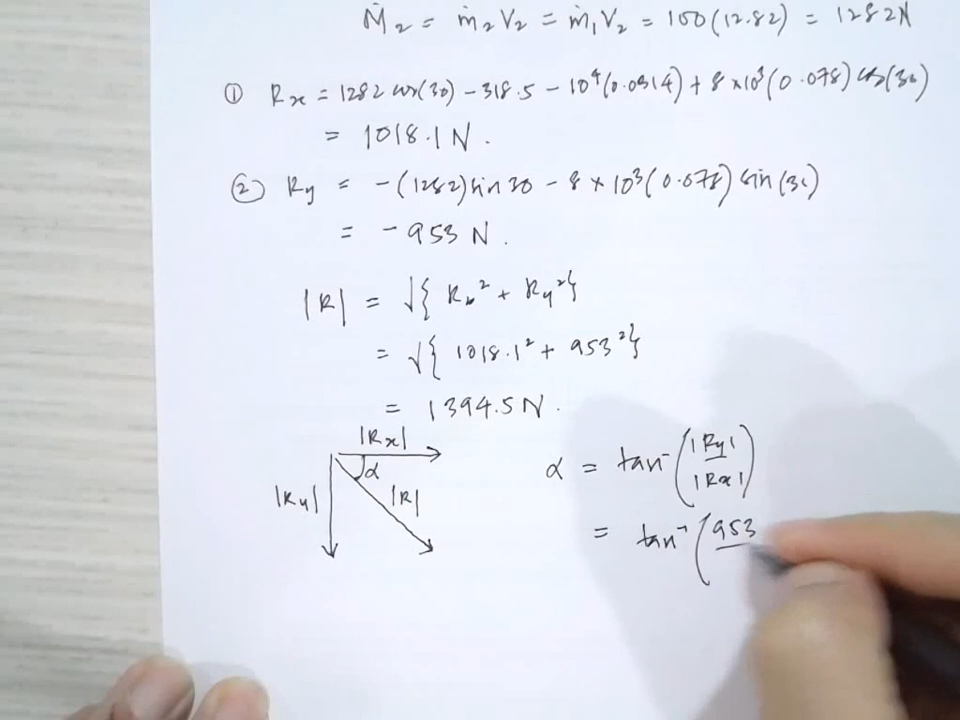 Ṁ₂ = ṁ₂V₂ = ṁ₁V₂ = 100(12.82) = 1282N
① Rx = 1282 cos(30) - 318.5 - 10⁴(0.0314) + 8 × 10³(0.078) cos(30)
= 1018.1 N.
② Ry = -(1282) sin 30 - 8 × 10³(0.078) sin(30)
= -953 N.
|R| = √{Rx² + Ry²}
= √{1018.1² + 953²}
= 1394.5 N.
|Rx|
α
|Ry|
|R|
α = tan⁻(|Ry|/|Rx|)
= tan⁻¹(953